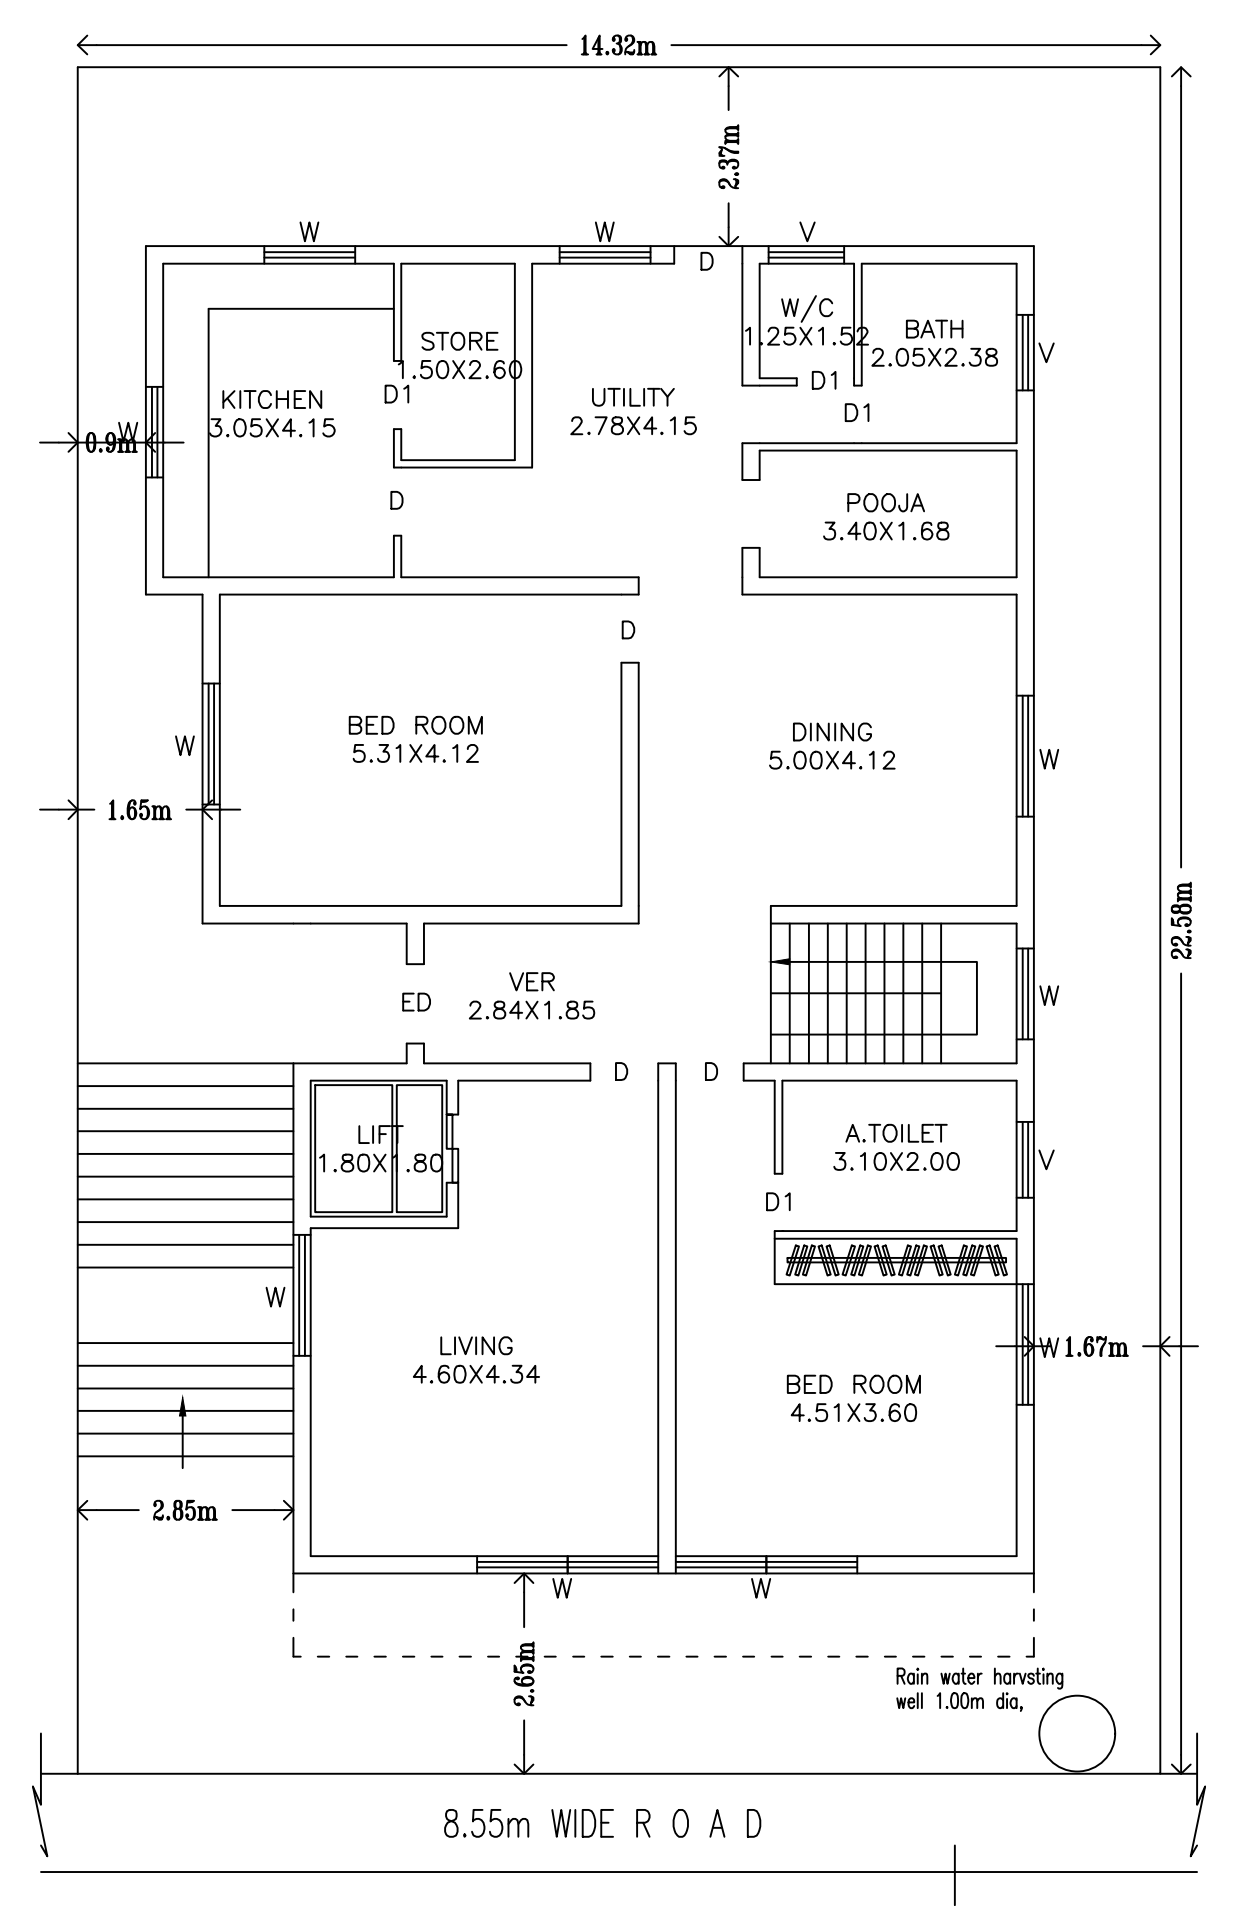 14.32m
2.37m
W
W
V
D
W/C
1.25X1.52
BATH
2.05X2.38
V
STORE
1.50X2.60
D1
D1
D1
KITCHEN
3.05X4.15
UTILITY
2.78X4.15
W
0.9m
D
POOJA
3.40X1.68
D
BED ROOM
5.31X4.12
DINING
5.00X4.12
W
W
1.65m
22.58m
VER
2.84X1.85
ED
W
D
D
LIFT
1.80X1.80
A.TOILET
3.10X2.00
V
D1
W
LIVING
4.60X4.34
W
1.67m
BED ROOM
4.51X3.60
2.85m
W
W
2.65m
Rain water harvsting
well 1.00m dia,
8.55m WIDE R O A D